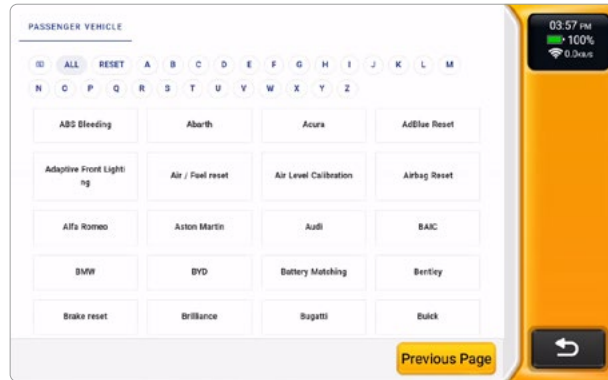 PASSENGER VEHICLE
03:57 PM
100%
0.0KB/S
ALL RESET A B C D E F G H I J K L M
N O P Q R S T U V W X Y Z
ABS Bleeding Abarth Acura AdBlue Reset
Adaptive Front Lighti
ng
Air / Fuel reset Air Level Calibration Airbag Reset
Alfa Romeo Aston Martin Audi BAIC
BMW BYD Battery Matching Bentley
Brake reset Brilliance Bugatti Buick
Previous Page